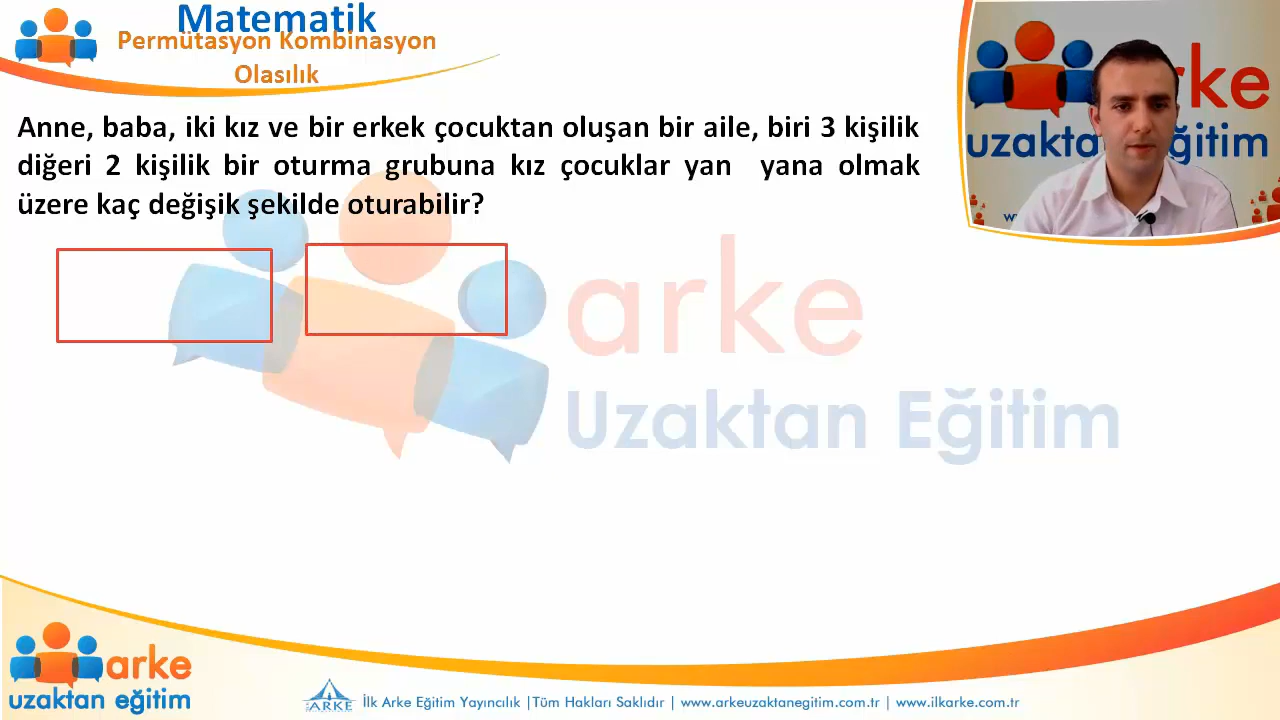 Matematik
Permütasyon Kombinasyon
Olasılık
arke
uzaktan eğitim
Anne, baba, iki kız ve bir erkek çocuktan oluşan bir aile, biri 3 kişilik
diğeri 2 kişilik bir oturma grubuna kız çocuklar yan yana olmak
üzere kaç değişik şekilde oturabilir?
arke
Uzaktan Eğitim
arke
uzaktan eğitim
ARKE
İlk Arke Eğitim Yayıncılık |Tüm Hakları Saklıdır | www.arkeuzaktanegitim.com.tr | www.ilkarke.com.tr